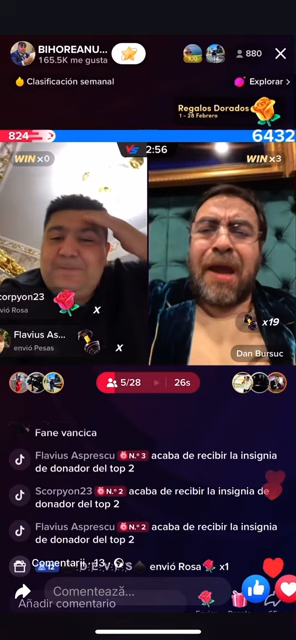 BIHOREANU...
165.5K me gusta
880
Clasificación semanal
Explorar >
Regalos Dorados
1 - 28 Febrero
824
6432
WIN x0
VS 2:56
WIN x3
corpyon23
vió Rosa
x
Flavius As...
envió Pesas
x
x19
Dan Bursuc
5/28
26s
Fane vancica
Flavius Asprescu N.º 3 acaba de recibir la insignia
de donador del top 2
Scorpyon23 N.º 2 acaba de recibir la insignia de
donador del top 2
Flavius Asprescu N.º 2 acaba de recibir la insignia
de donador del top 2
Comentarii · 13
envió Rosa x1
Comentează...
Añadir comentario